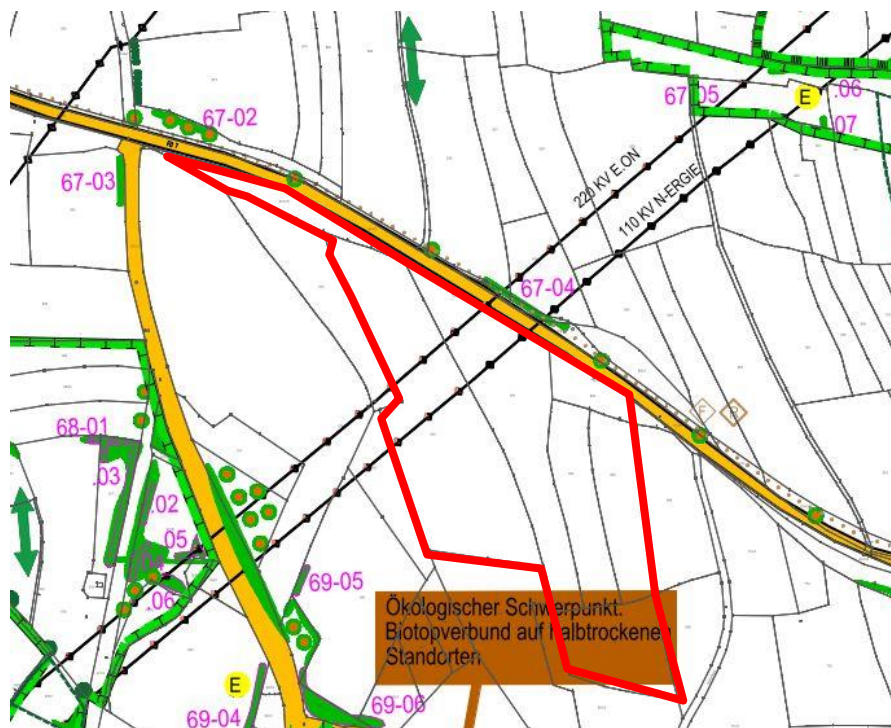 67-02
67-03
67-05
.06
.07
E
220 KV E.ON
110 KV N-ERGIE
67-04
F
R
68-01
.03
.02
.05
.04
.06
69-05
Ökologischer Schwerpunkt:
Biotopverbund auf halbtrockenen
Standorten
E
69-04
69-06